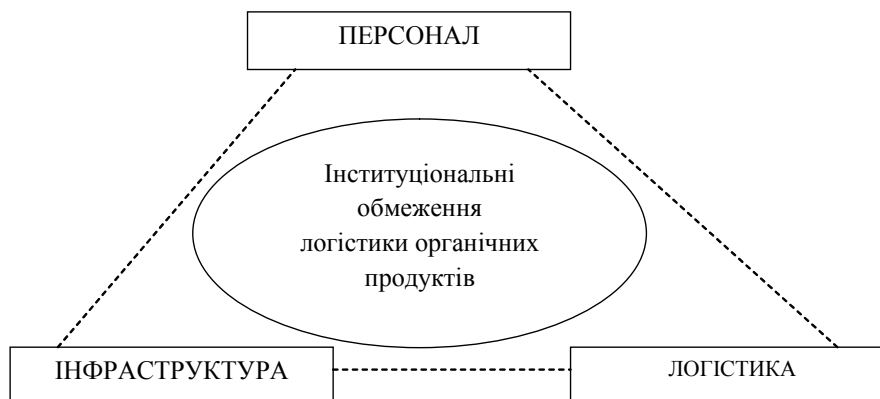 ПЕРСОНАЛ
Інституціональні
обмеження
логістики органічних
продуктів
ІНФРАСТРУКТУРА
ЛОГІСТИКА